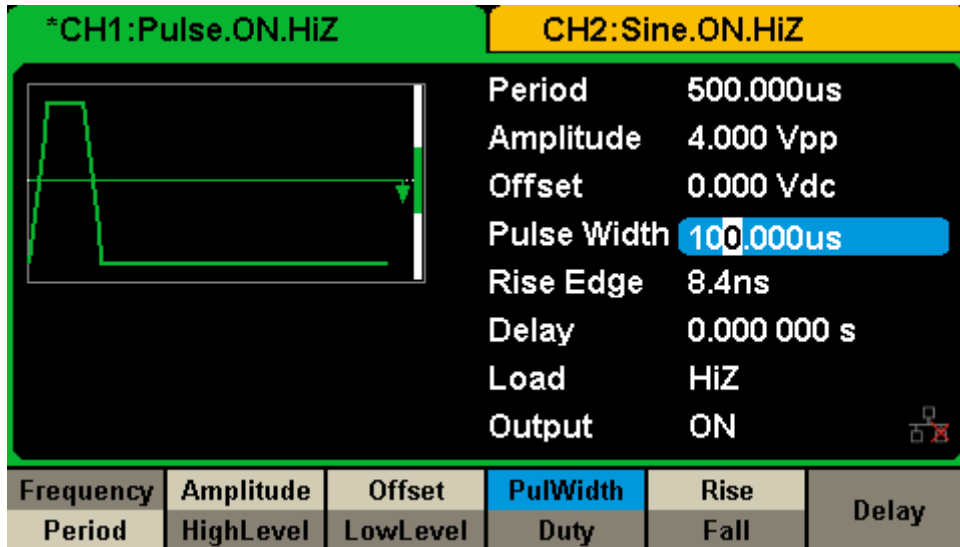 *CH1:Pulse.ON.HiZ CH2:Sine.ON.HiZ
Period 500.000us
Amplitude 4.000 Vpp
Offset 0.000 Vdc
Pulse Width 100.000us
Rise Edge 8.4ns
Delay 0.000 000 s
Load HiZ
Output ON
Frequency Amplitude Offset PulWidth Rise Delay
Period HighLevel LowLevel Duty Fall